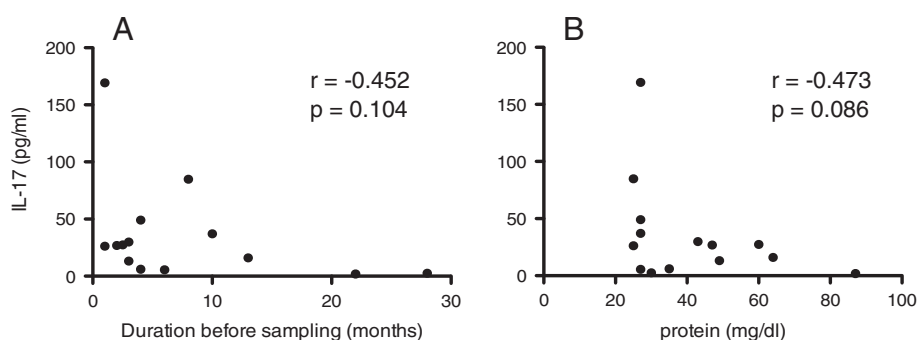 A
B
200
150
100
50
0
IL-17 (pg/ml)
r = -0.452
p = 0.104
0
10
20
30
Duration before sampling (months)
200
150
100
50
0
r = -0.473
p = 0.086
0
20
40
60
80
100
protein (mg/dl)